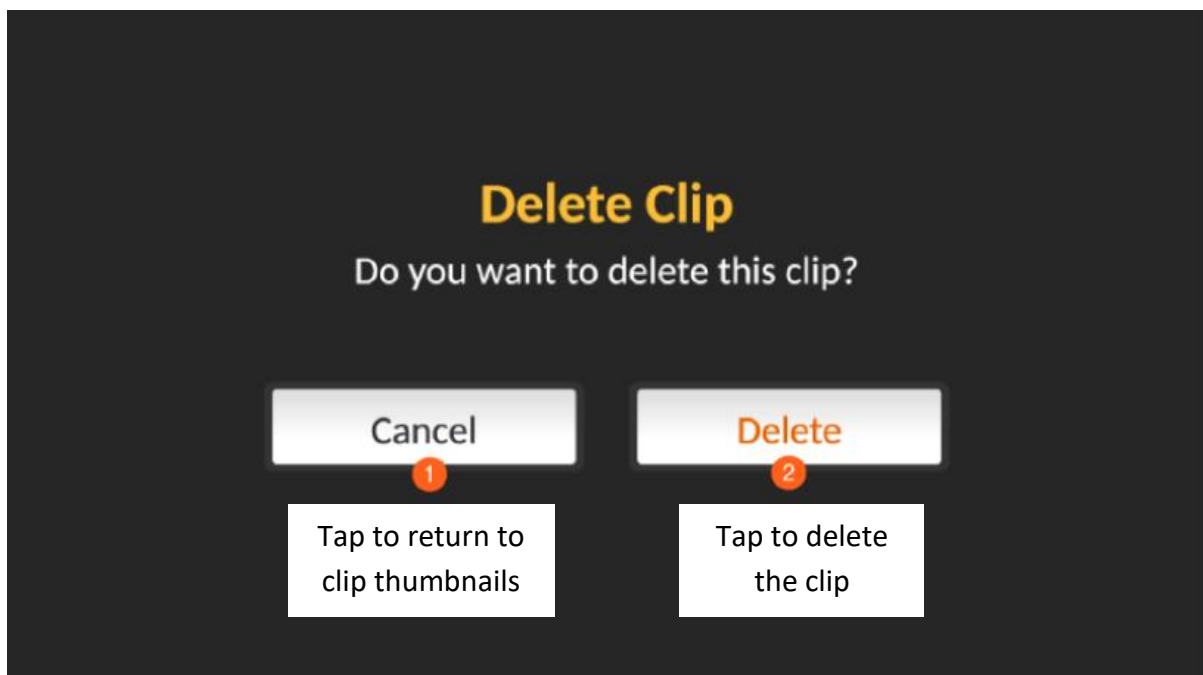 Delete Clip
Do you want to delete this clip?
Cancel
Delete
1
2
Tap to return to
clip thumbnails
Tap to delete
the clip